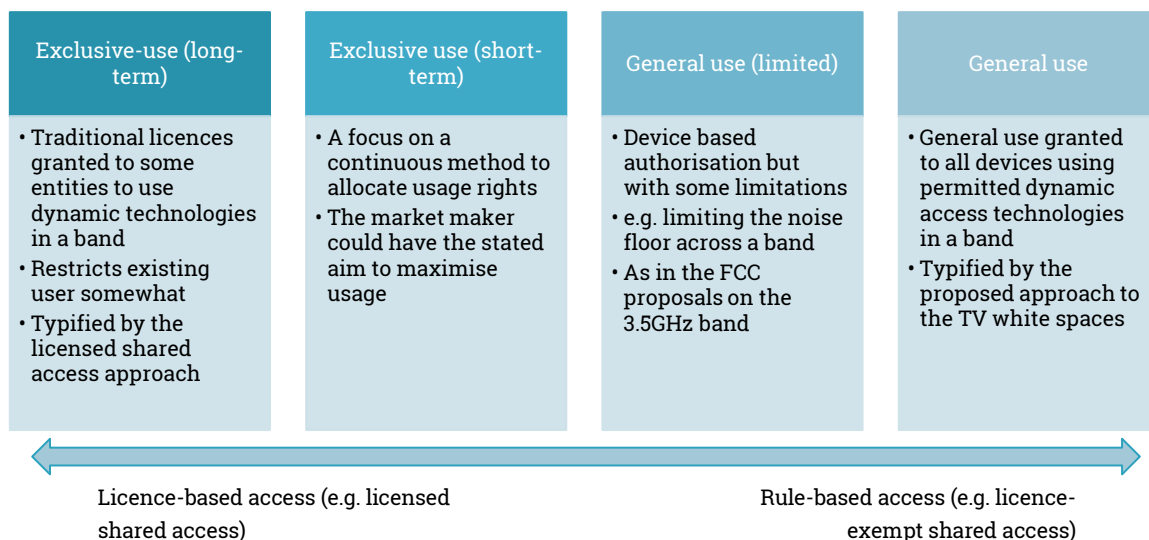 Exclusive-use (long-
term)
• Traditional licences
granted to some
entities to use
dynamic technologies
in a band
• Restricts existing
user somewhat
• Typified by the
licensed shared
access approach
Exclusive use (short-
term)
• A focus on a
continuous method to
allocate usage rights
• The market maker
could have the stated
aim to maximise
usage
General use (limited)
• Device based
authorisation but
with some limitations
• e.g. limiting the noise
floor across a band
• As in the FCC
proposals on the
3.5GHz band
General use
• General use granted
to all devices using
permitted dynamic
access technologies
in a band
• Typified by the
proposed approach to
the TV white spaces
Licence-based access (e.g. licensed
shared access)
Rule-based access (e.g. licence-
exempt shared access)